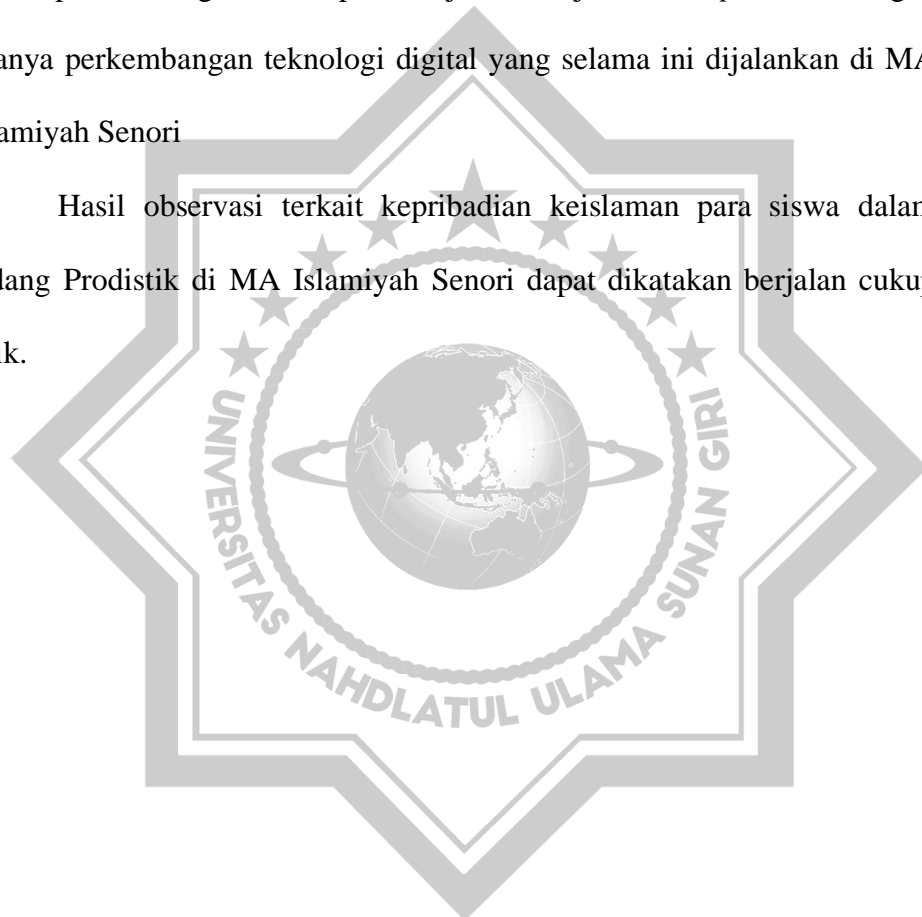 anya perkembangan teknologi digital yang selama ini dijalankan di MA
amiyah Senori
Hasil observasi terkait kepribadian keislaman para siswa dalam
dang Prodistik di MA Islamiyah Senori dapat dikatakan berjalan cukup
ik.
UNIVERSITAS NAHDLATUL ULAMA SUNAN GIRI